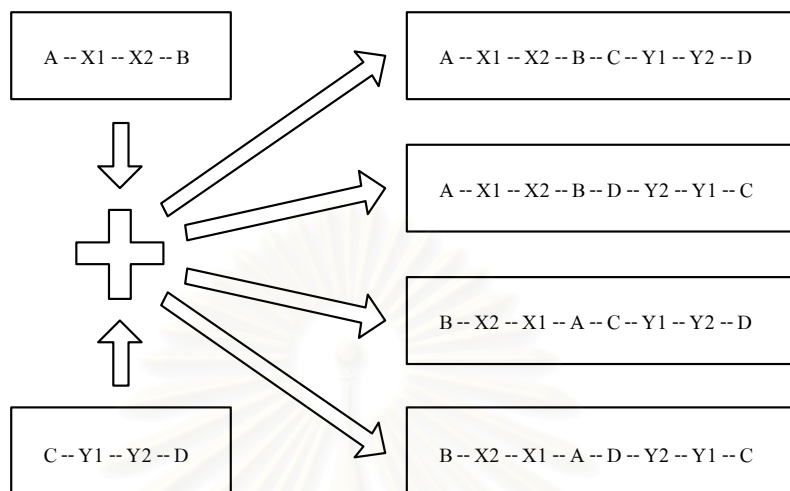 A -- X1 -- X2 -- B
C -- Y1 -- Y2 -- D
A -- X1 -- X2 -- B -- C -- Y1 -- Y2 -- D
A -- X1 -- X2 -- B -- D -- Y2 -- Y1 -- C
B -- X2 -- X1 -- A -- C -- Y1 -- Y2 -- D
B -- X2 -- X1 -- A -- D -- Y2 -- Y1 -- C